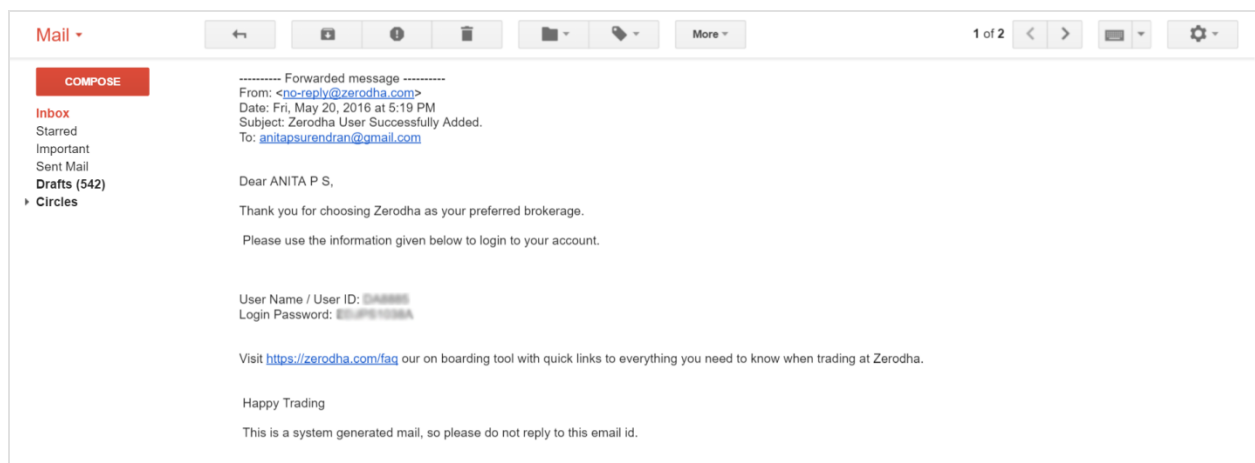 Mail
More
1 of 2
COMPOSE
Inbox
Starred
Important
Sent Mail
Drafts (542)
Circles
---------- Forwarded message ----------
From: <no-reply@zerodha.com>
Date: Fri, May 20, 2016 at 5:19 PM
Subject: Zerodha User Successfully Added.
To: anitapsurendran@gmail.com
Dear ANITA P S,
Thank you for choosing Zerodha as your preferred brokerage.
Please use the information given below to login to your account.
User Name / User ID:
Login Password:
Visit https://zerodha.com/faq our on boarding tool with quick links to everything you need to know when trading at Zerodha.
Happy Trading
This is a system generated mail, so please do not reply to this email id.